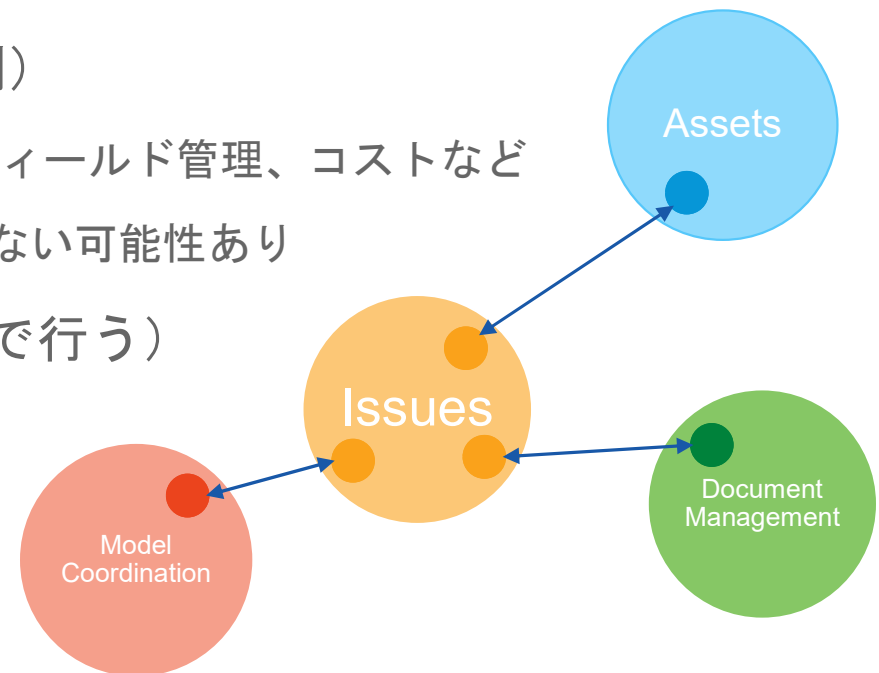 )
ィールド管理、コストなど
ない可能性あり
で行う）
Assets
Issues
Document
Management
Model
Coordination